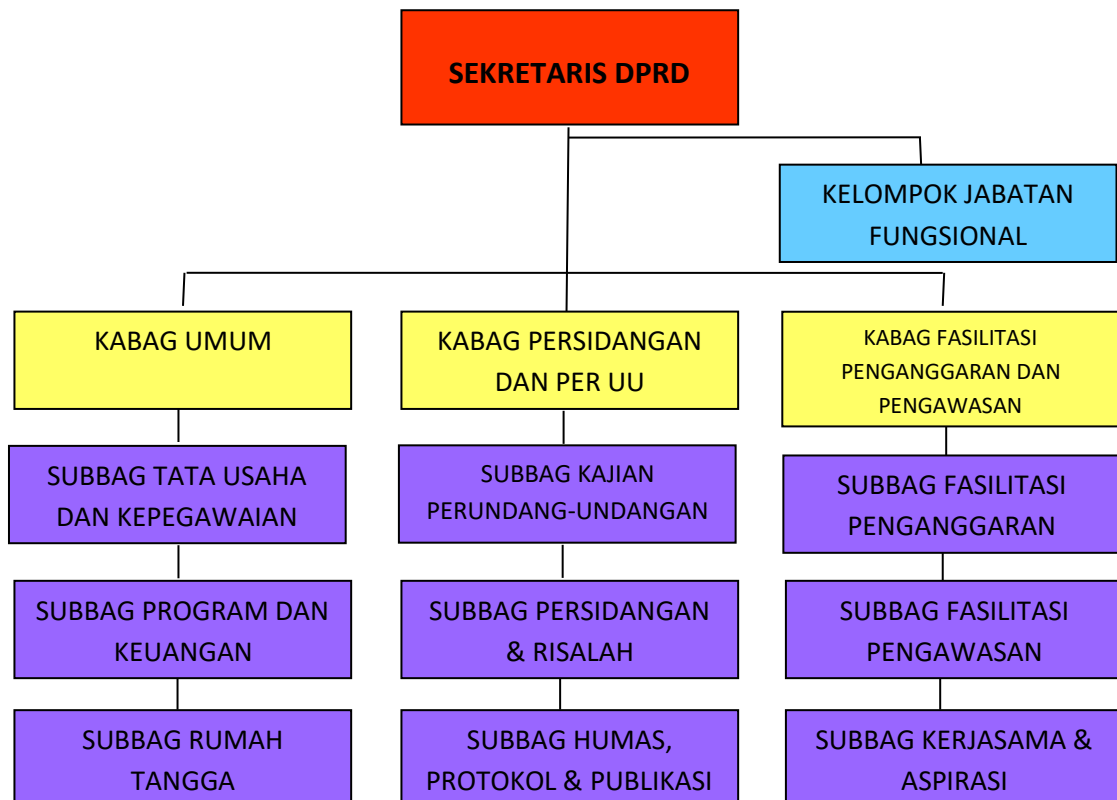 SEKRETARIS DPRD
KELOMPOK JABATAN
FUNGSIONAL
KABAG UMUM
KABAG PERSIDANGAN
DAN PER UU
KABAG FASILITASI
PENGANGGARAN DAN
PENGAWASAN
SUBBAG TATA USAHA
DAN KEPEGAWAIAN
SUBBAG KAJIAN
PERUNDANG-UNDANGAN
SUBBAG FASILITASI
PENGANGGARAN
SUBBAG PROGRAM DAN
KEUANGAN
SUBBAG PERSIDANGAN
& RISALAH
SUBBAG FASILITASI
PENGAWASAN
SUBBAG RUMAH
TANGGA
SUBBAG HUMAS,
PROTOKOL & PUBLIKASI
SUBBAG KERJASAMA &
ASPIRASI